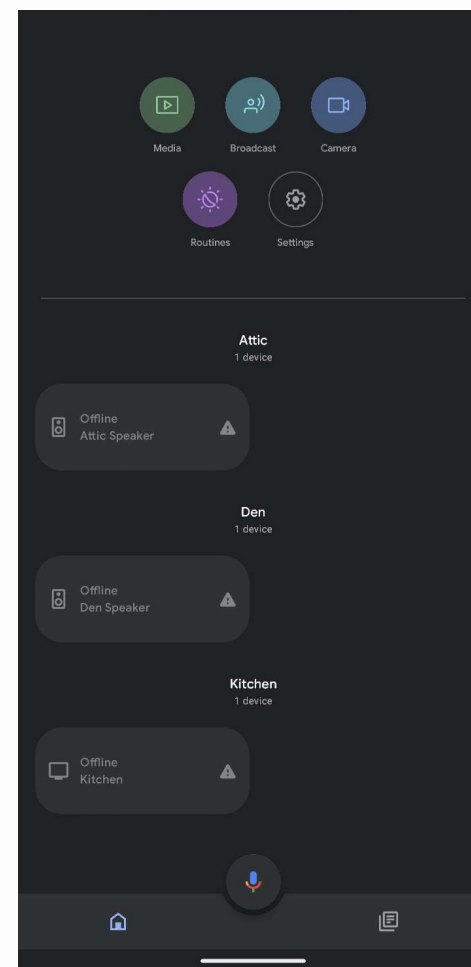 Media
Broadcast
Camera
Routines
Settings
Attic
1 device
Offline
Attic Speaker
Den
1 device
Offline
Den Speaker
Kitchen
1 device
Offline
Kitchen